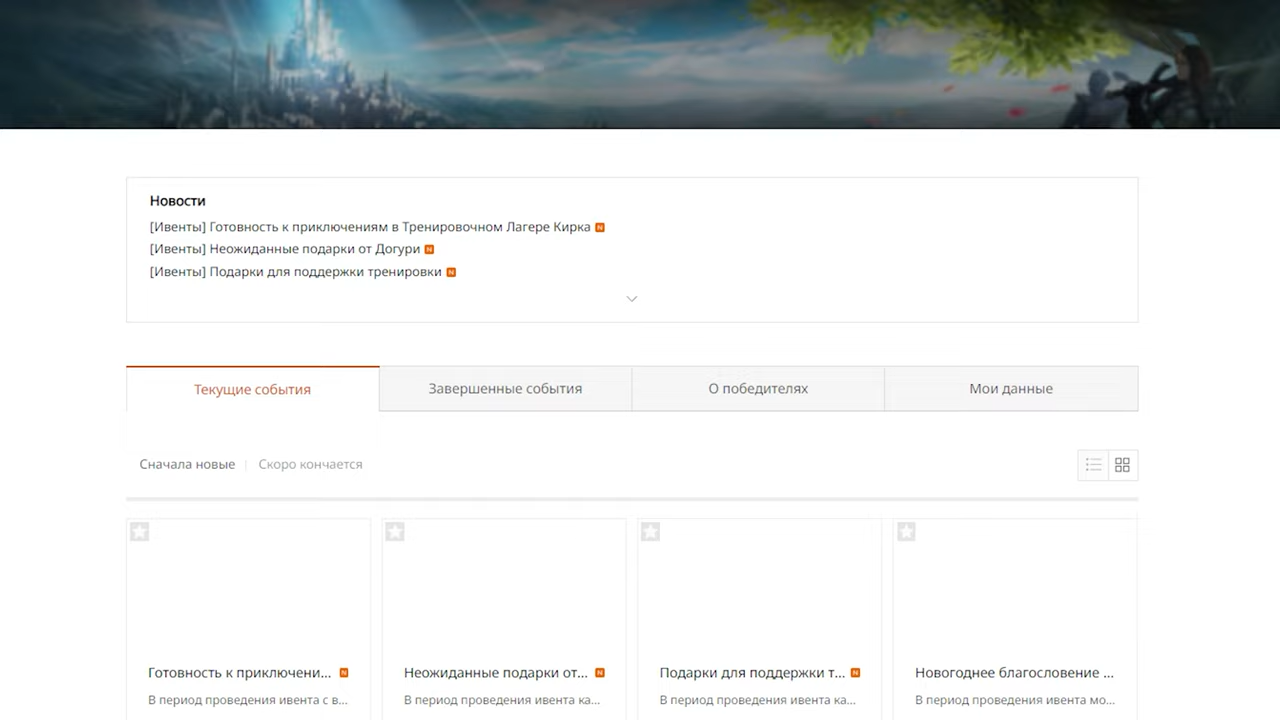 Новости
[Ивенты] Готовность к приключениям в Тренировочном Лагере Кирка N
[Ивенты] Неожиданные подарки от Догури N
[Ивенты] Подарки для поддержки тренировки N
Текущие события
Завершенные события
О победителях
Мои данные
Сначала новые
Скоро кончается
Готовность к приключени... N
Неожиданные подарки от... N
Подарки для поддержки т... N
Новогоднее благословение ...
В период проведения ивента с в...
В период проведения ивента ка...
В период проведения ивента ка...
В период проведения ивента мо...